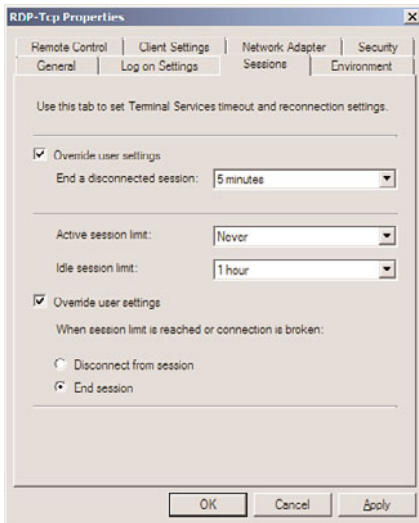 RDP-Tcp Properties
Remote Control Client Settings Network Adapter Security
General Log on Settings Sessions Environment
Use this tab to set Terminal Services timeout and reconnection settings.
Override user settings
End a disconnected session: 5 minutes
Active session limit: Never
Idle session limit: 1 hour
Override user settings
When session limit is reached or connection is broken:
Disconnect from session
End session
OK Cancel Apply